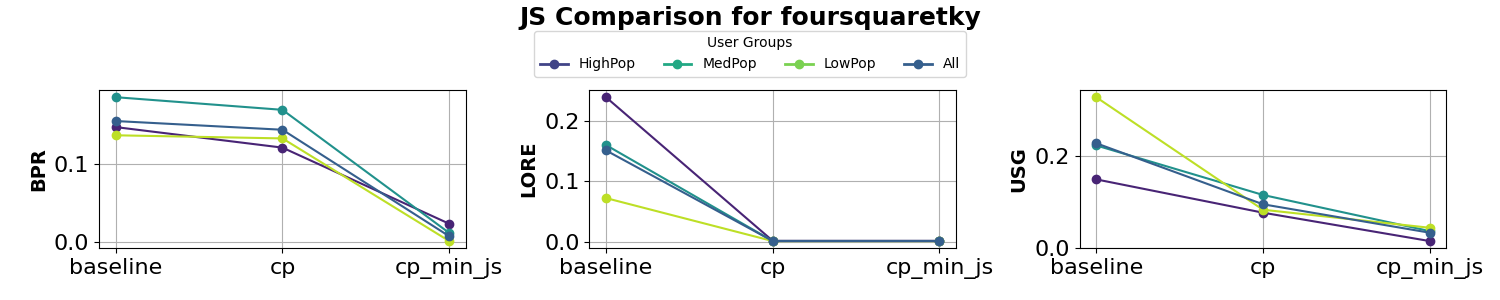 JS Comparison for foursquaretky
User Groups
HighPop MedPop LowPop All
BPR
0.1
0.0
baseline cp cp_min_js
LORE
0.2
0.1
0.0
baseline cp cp_min_js
USG
0.2
0.0
baseline cp cp_min_js